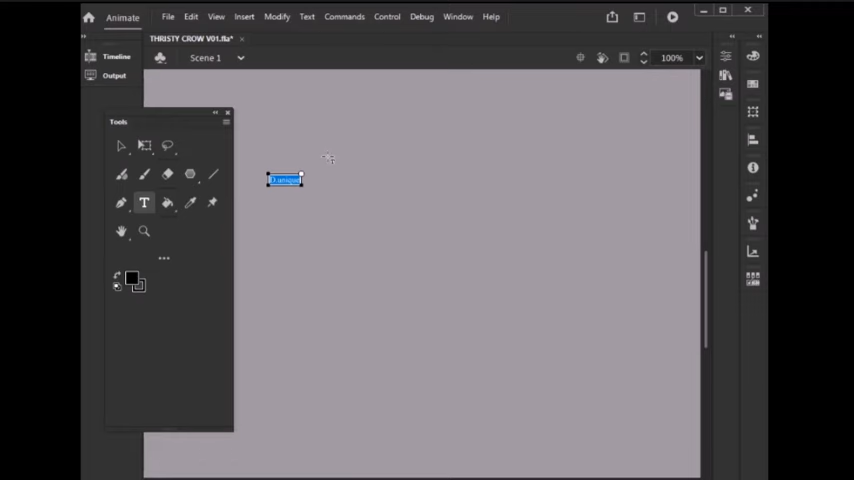 Animate File Edit View Insert Modify Text Commands Control Debug Window Help
THRISTY CROW V01.fla* ×
Timeline
Scene 1
100%
Output
Tools
D unique
T